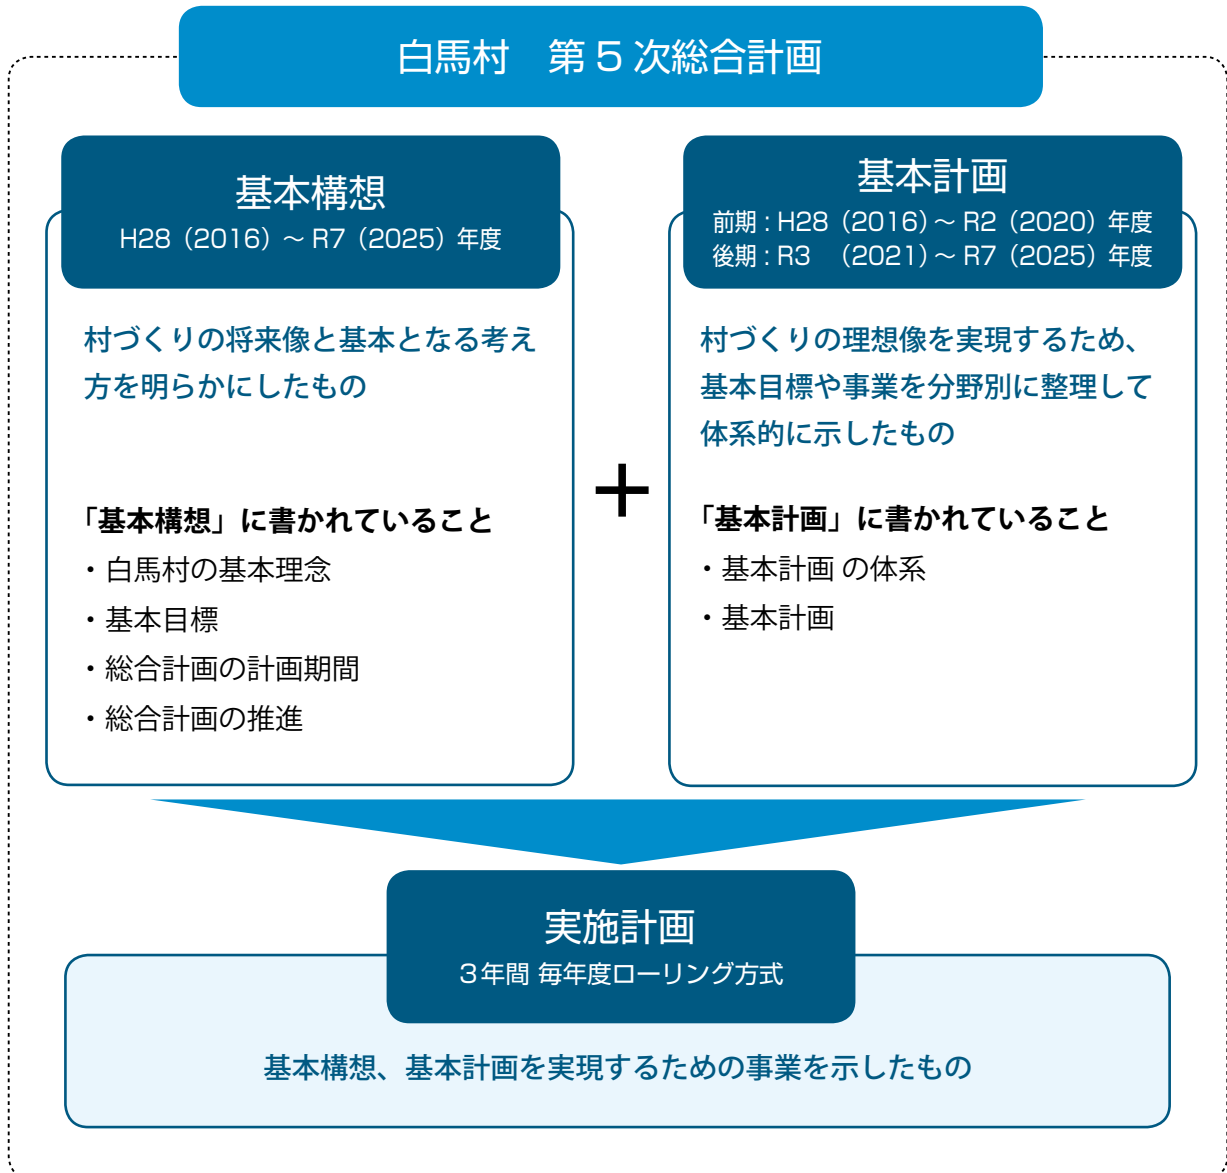 白馬村　第5次総合計画
基本構想
H28（2016）～ R7（2025）年度
村づくりの将来像と基本となる考え
方を明らかにしたもの
「基本構想」に書かれていること
・白馬村の基本理念
・基本目標
・総合計画の計画期間
・総合計画の推進
＋
基本計画
前期：H28（2016）～ R2（2020）年度
後期：R3　（2021）～ R7（2025）年度
村づくりの理想像を実現するため、
基本目標や事業を分野別に整理して
体系的に示したもの
「基本計画」に書かれていること
・基本計画 の体系
・基本計画
実施計画
3年間 毎年度ローリング方式
基本構想、基本計画を実現するための事業を示したもの